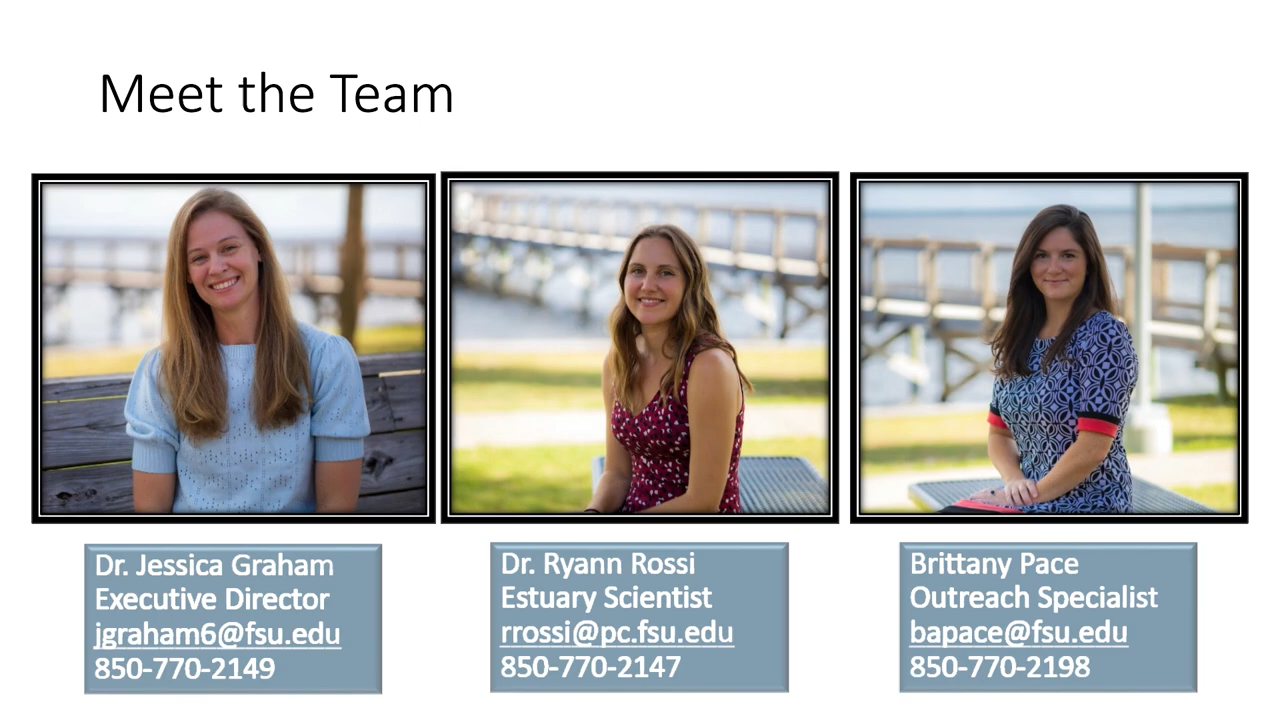 Meet the Team
Dr. Jessica Graham
Executive Director
jgraham6@fsu.edu
850-770-2149
Dr. Ryann Rossi
Estuary Scientist
rrossi@pc.fsu.edu
850-770-2147
Brittany Pace
Outreach Specialist
bapace@fsu.edu
850-770-2198